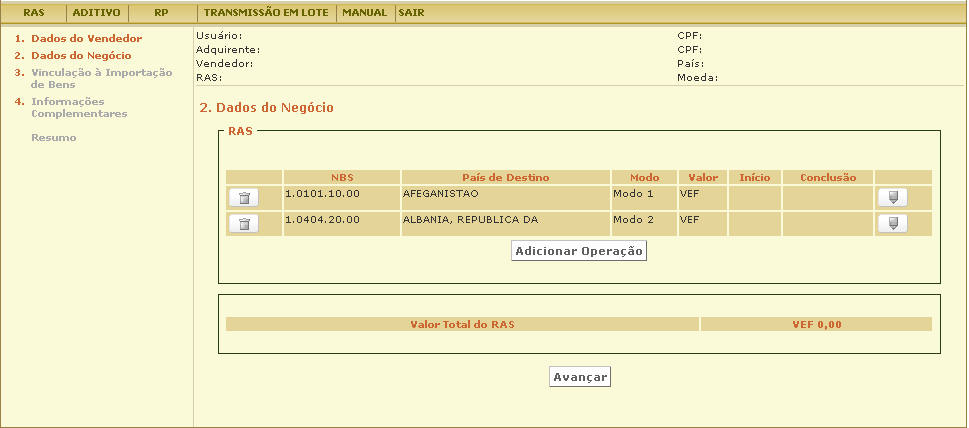 RAS ADITIVO RP TRANSMISSÃO EM LOTE MANUAL SAIR
1. Dados do Vendedor
2. Dados do Negócio
3. Vinculação à Importação
de Bens
4. Informações
Complementares
Resumo
Usuário: CPF:
Adquirente: CPF:
Vendedor: País:
RAS: Moeda:
2. Dados do Negócio
RAS
NBS País de Destino Modo Valor Início Conclusão
1.0101.10.00 AFEGANISTAO Modo 1 VEF
1.0404.20.00 ALBANIA, REPUBLICA DA Modo 2 VEF
Adicionar Operação
Valor Total do RAS VEF 0,00
Avançar